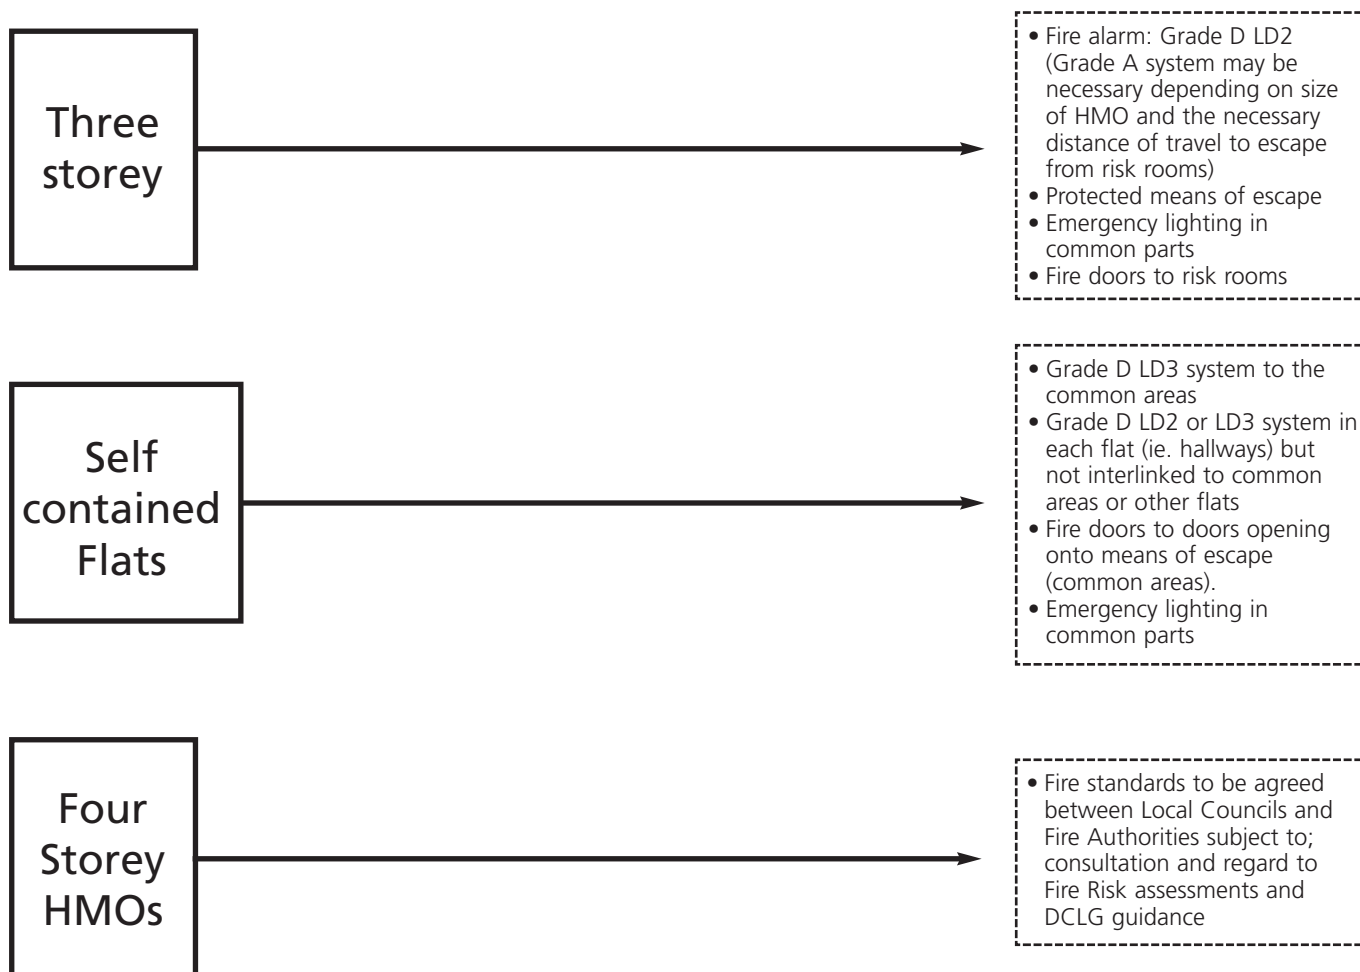 Three
storey
• Fire alarm: Grade D LD2
(Grade A system may be
necessary depending on size
of HMO and the necessary
distance of travel to escape
from risk rooms)
• Protected means of escape
• Emergency lighting in
common parts
• Fire doors to risk rooms
Self
contained
Flats
• Grade D LD3 system to the
common areas
• Grade D LD2 or LD3 system in
each flat (ie. hallways) but
not interlinked to common
areas or other flats
• Fire doors to doors opening
onto means of escape
(common areas).
• Emergency lighting in
common parts
Four
Storey
HMOs
• Fire standards to be agreed
between Local Councils and
Fire Authorities subject to;
consultation and regard to
Fire Risk assessments and
DCLG guidance